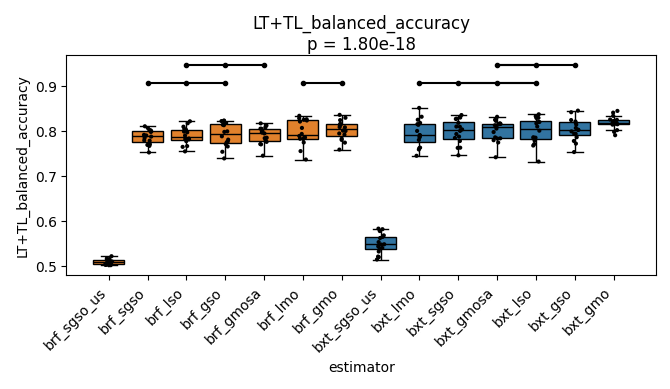 LT+TL_balanced_accuracy
p = 1.80e-18
LT+TL_balanced_accuracy
0.9
0.8
0.7
0.6
0.5
brf_sgso_us
brf_sgso
brf_lso
brf_gso
brf_gmosa
brf_lmo
brf_gmo
bxt_sgso_us
bxt_lmo
bxt_sgso
bxt_gmosa
bxt_lso
bxt_gso
bxt_gmo
estimator